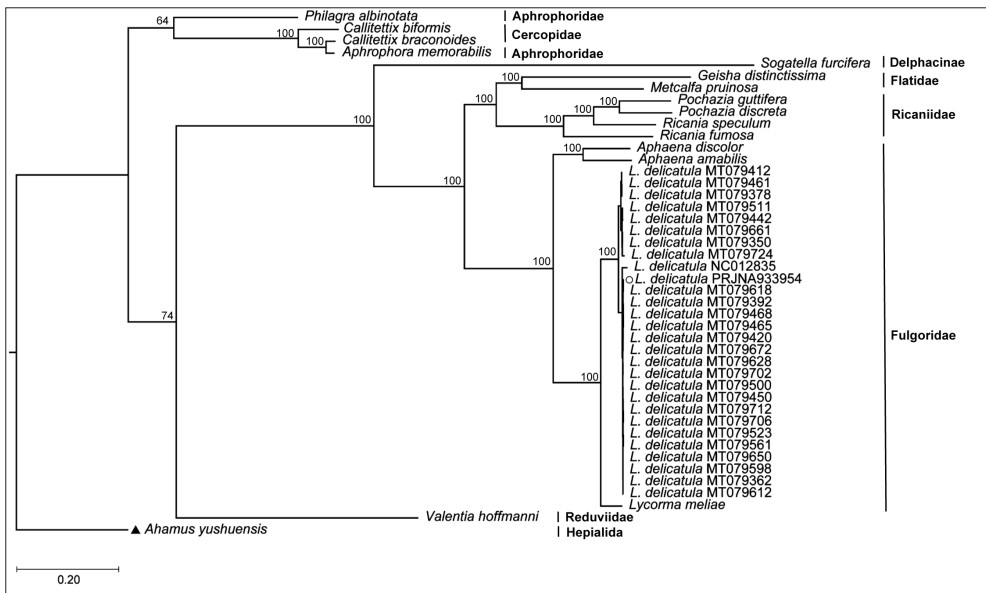 64
Philagra albinotata
Aphrophoridae
100
Callitettix biformis
Cercopidae
100
Callitettix braconoides
Aphrophora memorabilis
Aphrophoridae
Sogatella furcifera
Delphacinae
100
Geisha distinctissima
Flatidae
Metcalfa pruinosa
100
100
Pochazia guttifera
100
Pochazia discreta
Ricaniidae
100
Ricania speculum
100
Ricania fumosa
100
Aphaena discolor
Aphaena amabilis
100
L. delicatula MT079412
L. delicatula MT079461
L. delicatula MT079378
L. delicatula MT079511
L. delicatula MT079442
L. delicatula MT079661
L. delicatula MT079350
100
L. delicatula MT079724
100
L. delicatula NC012835
L. delicatula PRJNA933954
L. delicatula MT079618
L. delicatula MT079392
L. delicatula MT079468
74
L. delicatula MT079465
L. delicatula MT079420
Fulgoridae
L. delicatula MT079672
L. delicatula MT079628
100
L. delicatula MT079702
L. delicatula MT079500
L. delicatula MT079450
L. delicatula MT079712
L. delicatula MT079706
L. delicatula MT079523
L. delicatula MT079561
L. delicatula MT079650
L. delicatula MT079598
L. delicatula MT079362
L. delicatula MT079612
Lycorma meliae
Valentia hoffmanni
Reduviidae
Ahamus yushuensis
Hepialida
0.20